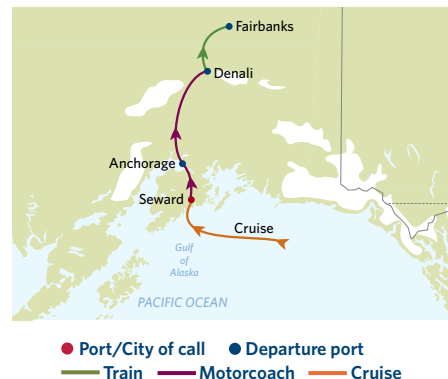 Fairbanks
Denali
Anchorage
Seward
Cruise
Gulf
of
Alaska
PACIFIC OCEAN
Port/City of call
Departure port
Train
Motorcoach
Cruise